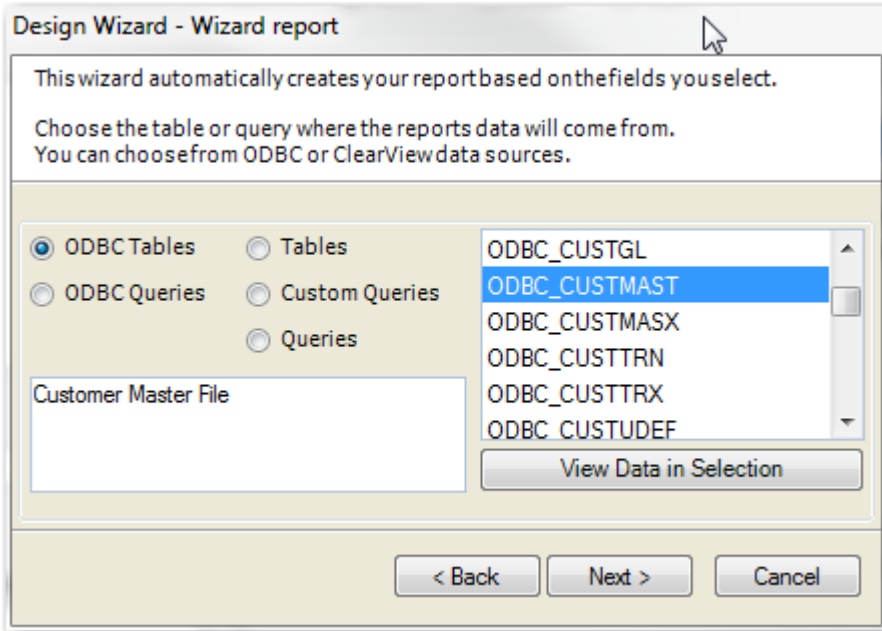 Design Wizard - Wizard report
This wizard automatically creates your report based on the fields you select.
Choose the table or query where the reports data will come from.
You can choose from ODBC or ClearView data sources.
ODBC Tables
Tables
ODBC Queries
Custom Queries
Queries
Customer Master File
ODBC_CUSTGL
ODBC_CUSTMAST
ODBC_CUSTMASX
ODBC_CUSTTRN
ODBC_CUSTTRX
ODBC_CUSTUDEF
View Data in Selection
< Back
Next >
Cancel